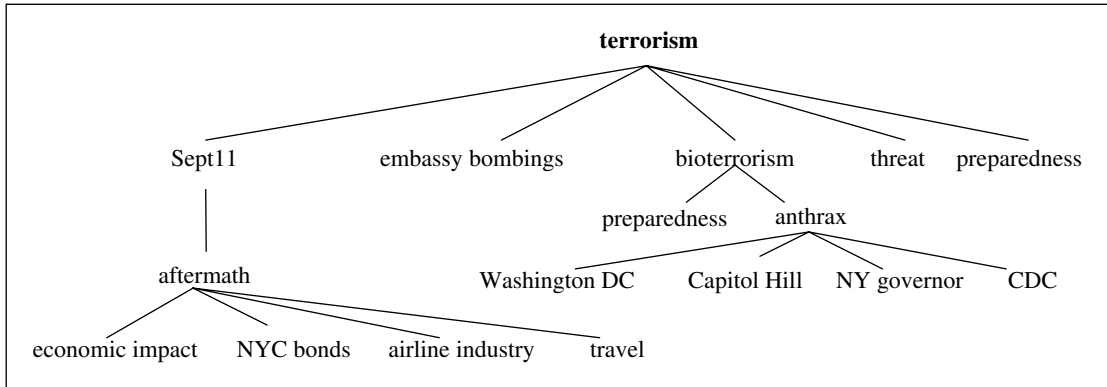 terrorism
Sept11 embassy bombings bioterrorism threat preparedness
preparedness anthrax
aftermath Washington DC Capitol Hill NY governor CDC
economic impact NYC bonds airline industry travel